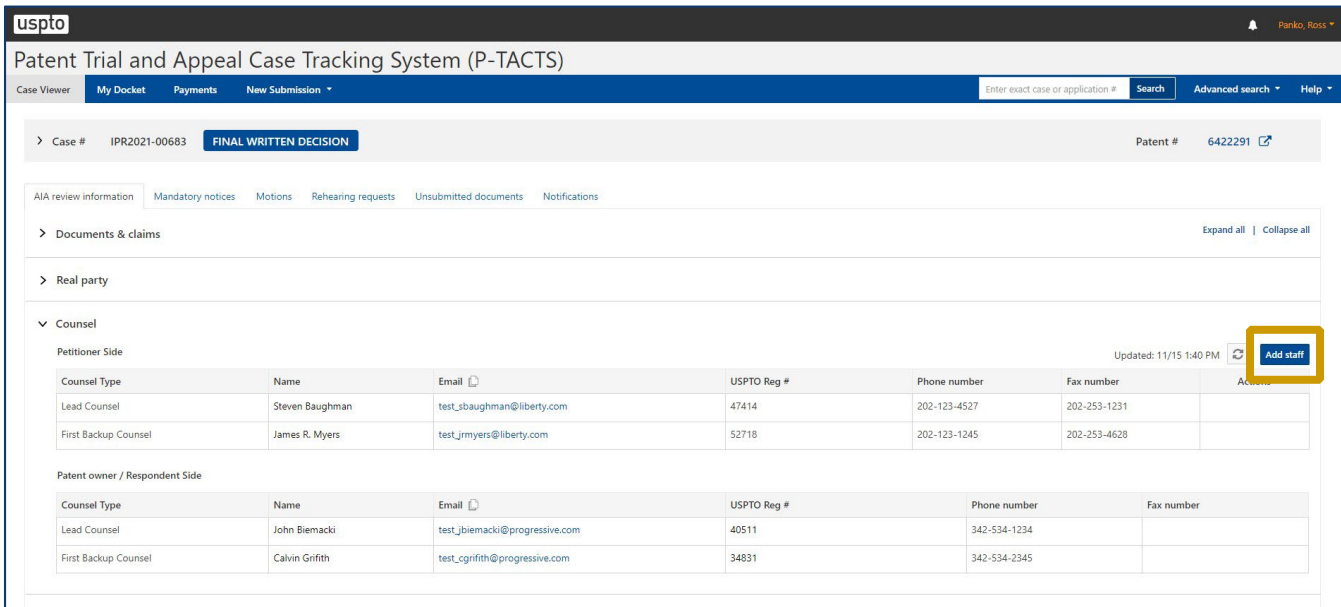 uspto
Panko, Ross
Patent Trial and Appeal Case Tracking System (P-TACTS)
Case Viewer My Docket Payments New Submission Enter exact case or application # Search Advanced search Help
Case # IPR2021-00683 FINAL WRITTEN DECISION Patent # 6422291
AIA review information Mandatory notices Motions Rehearing requests Unsubmitted documents Notifications
Documents & claims Expand all | Collapse all
Real party
Counsel
Petitioner Side Updated: 11/15 1:40 PM Add staff
Counsel Type Name Email USPTO Reg # Phone number Fax number Actions
Lead Counsel Steven Baughman test_sbaughman@liberty.com 47414 202-123-4527 202-253-1231
First Backup Counsel James R. Myers test_jrmyers@liberty.com 52718 202-123-1245 202-253-4628
Patent owner / Respondent Side
Counsel Type Name Email USPTO Reg # Phone number Fax number
Lead Counsel John Biemacki test_jbiemacki@progressive.com 40511 342-534-1234
First Backup Counsel Calvin Grifith test_cgrifith@progressive.com 34831 342-534-2345